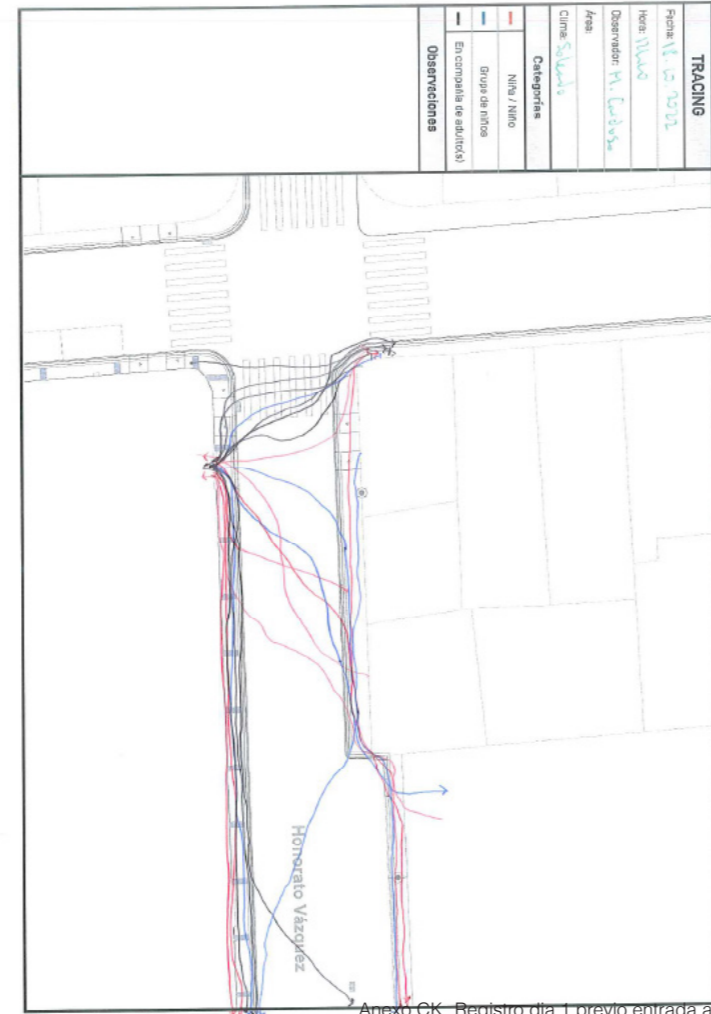 TRACING
Fecha: 18.10.2022
Hora:
Observador: M. Cardoso
Área:
Clima: Soleado
Categorías
Niña / Niño
Grupo de niños
En compañía de adulto(s)
Observaciones
Honorato Vázquez
Anexo CK. Registro día 1 previo entrada a